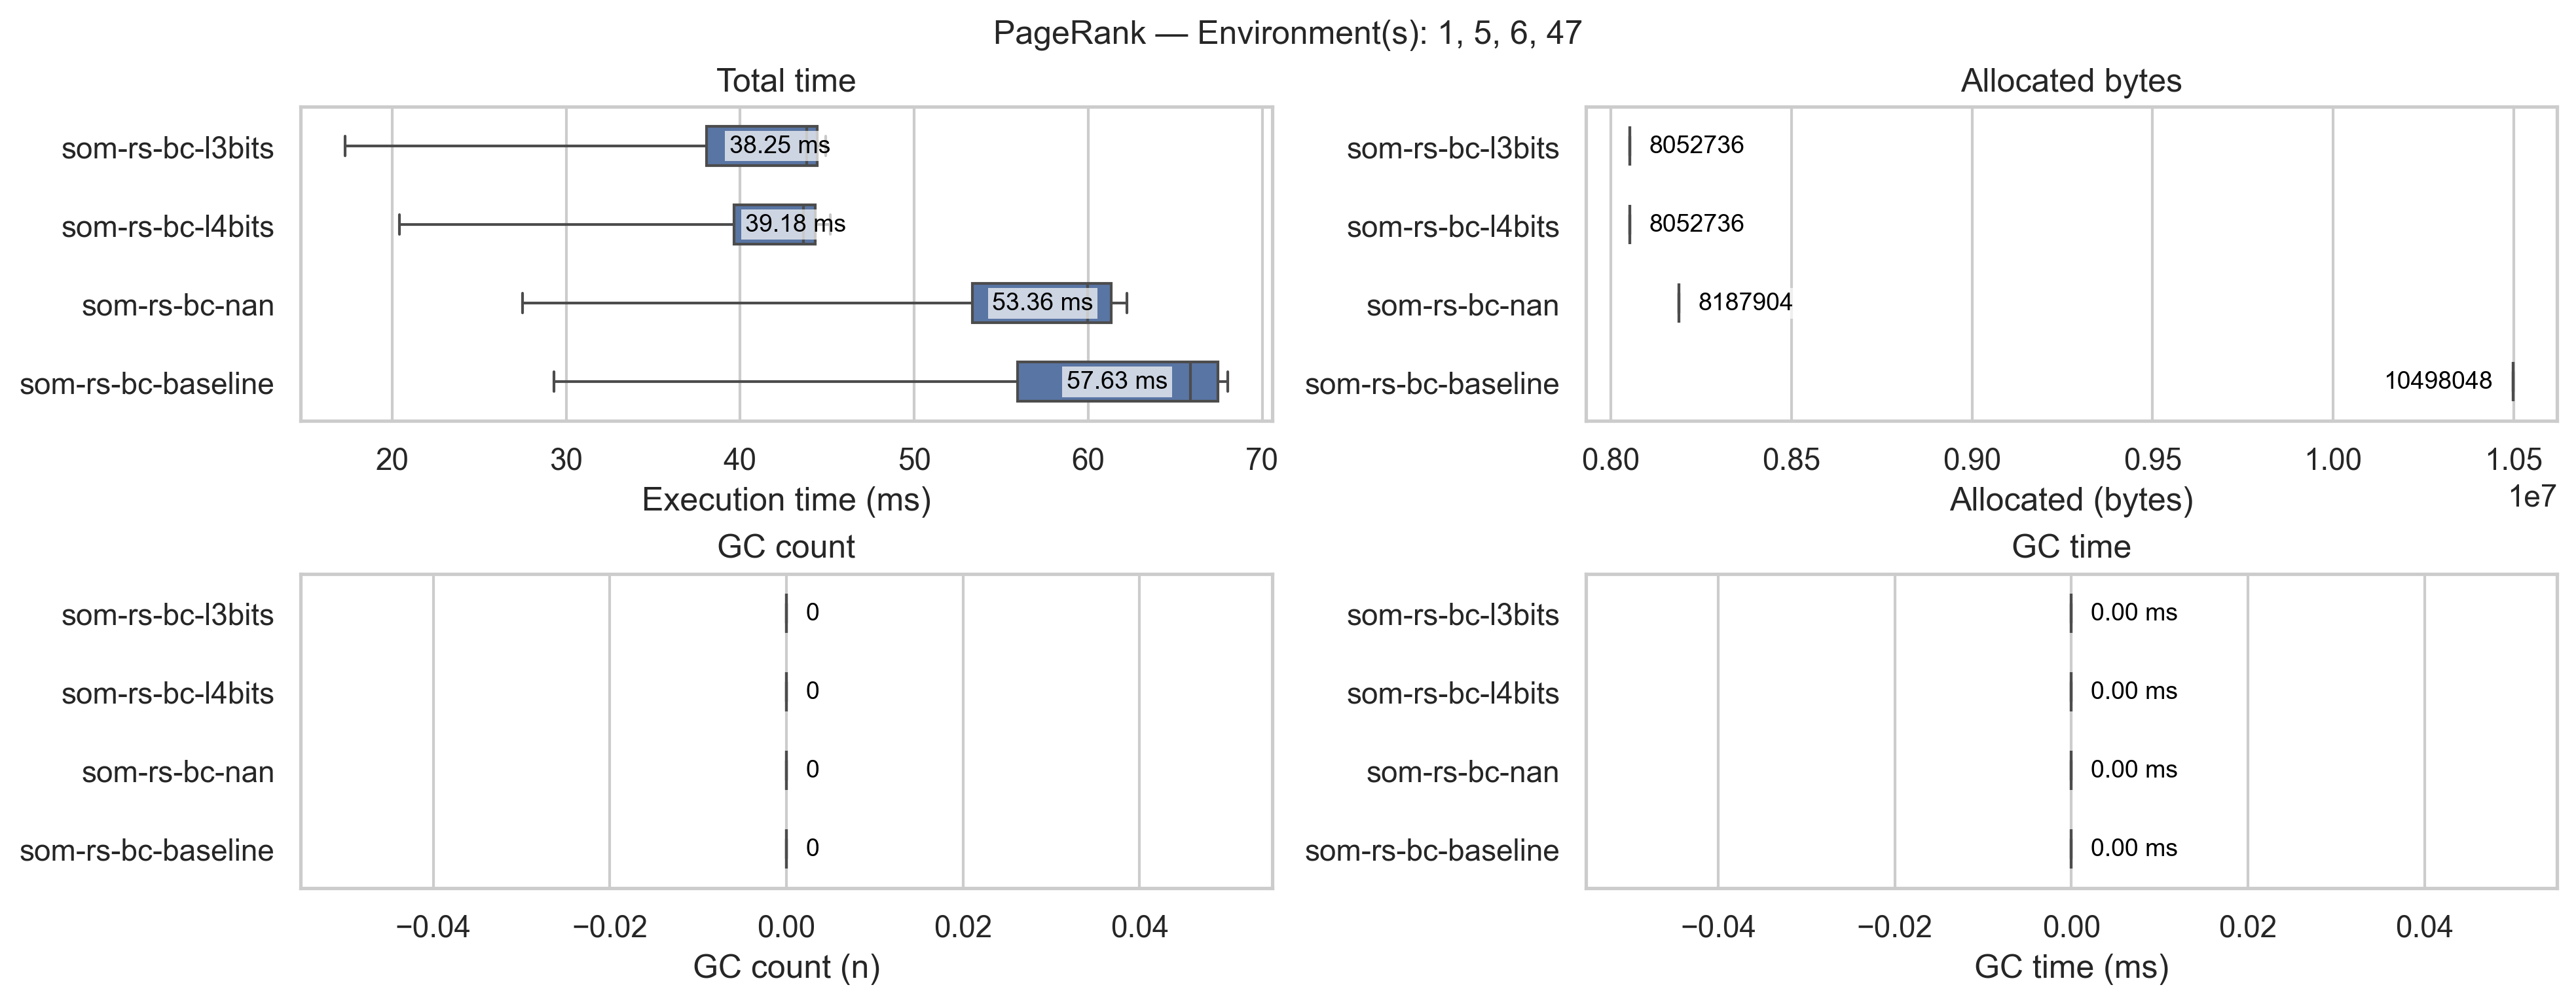 PageRank — Environment(s): 1, 5, 6, 47
Total time
som-rs-bc-l3bits
38.25 ms
som-rs-bc-l4bits
39.18 ms
som-rs-bc-nan
53.36 ms
som-rs-bc-baseline
57.63 ms
20 30 40 50 60 70
Execution time (ms)
Allocated bytes
som-rs-bc-l3bits
8052736
som-rs-bc-l4bits
8052736
som-rs-bc-nan
8187904
som-rs-bc-baseline
10498048
0.80 0.85 0.90 0.95 1.00 1.05
1e7
Allocated (bytes)
GC count
som-rs-bc-l3bits
0
som-rs-bc-l4bits
0
som-rs-bc-nan
0
som-rs-bc-baseline
0
−0.04 −0.02 0.00 0.02 0.04
GC count (n)
GC time
som-rs-bc-l3bits
0.00 ms
som-rs-bc-l4bits
0.00 ms
som-rs-bc-nan
0.00 ms
som-rs-bc-baseline
0.00 ms
−0.04 −0.02 0.00 0.02 0.04
GC time (ms)